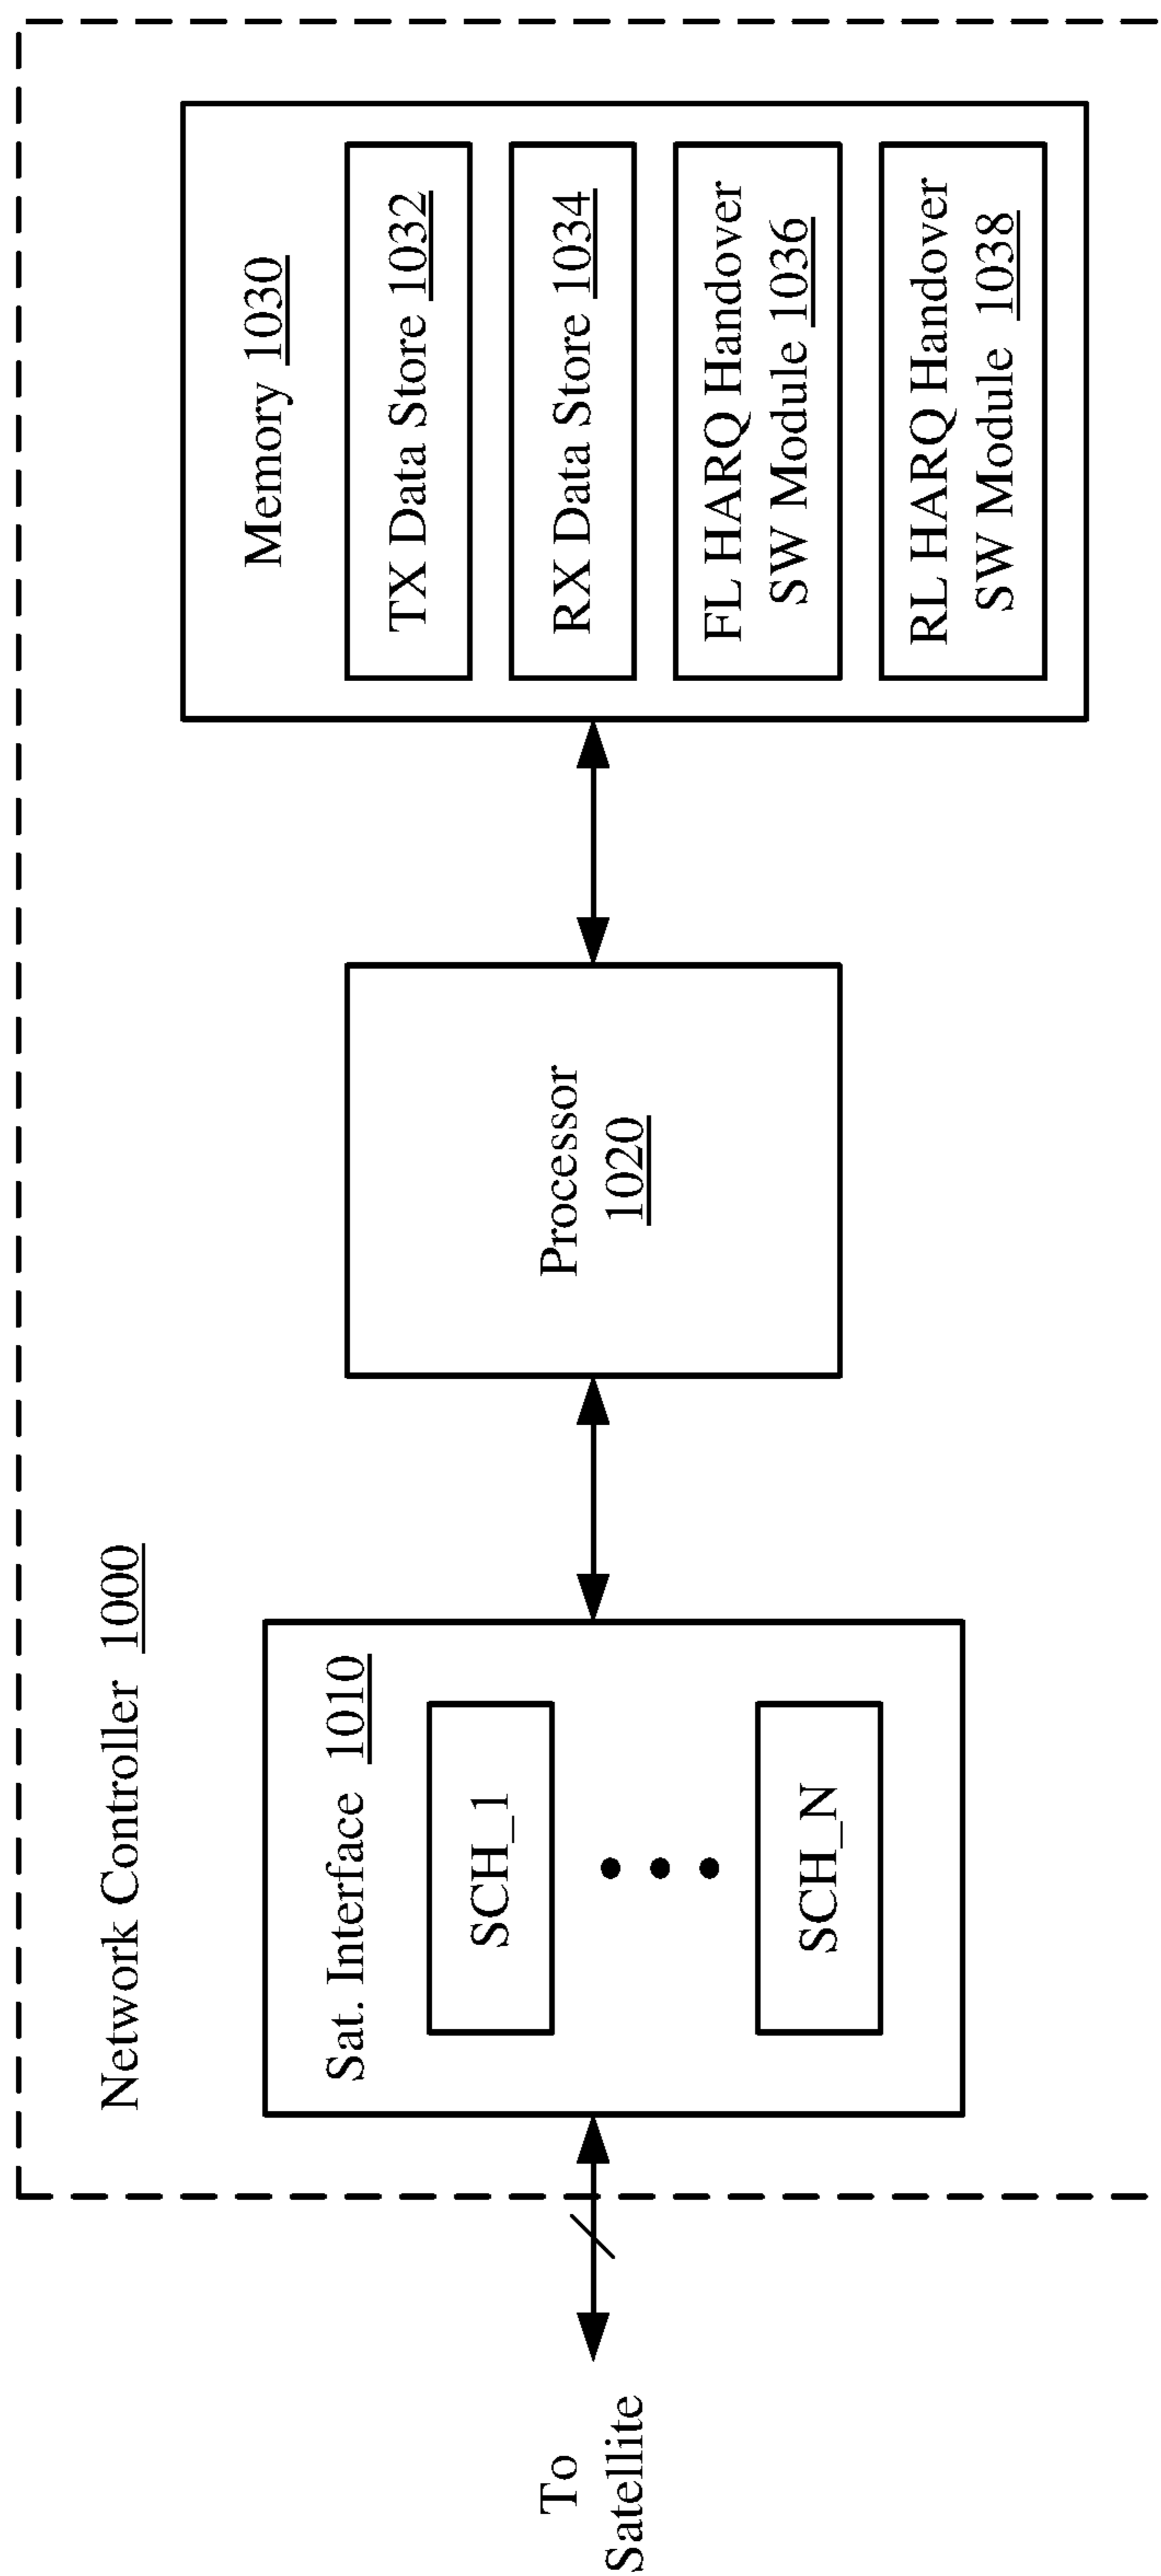 Network Controller 1000
To
Satellite
Sat. Interface 1010
SCH_1
SCH_N
Processor
1020
Memory 1030
TX Data Store 1032
RX Data Store 1034
FL HARQ Handover
SW Module 1036
RL HARQ Handover
SW Module 1038